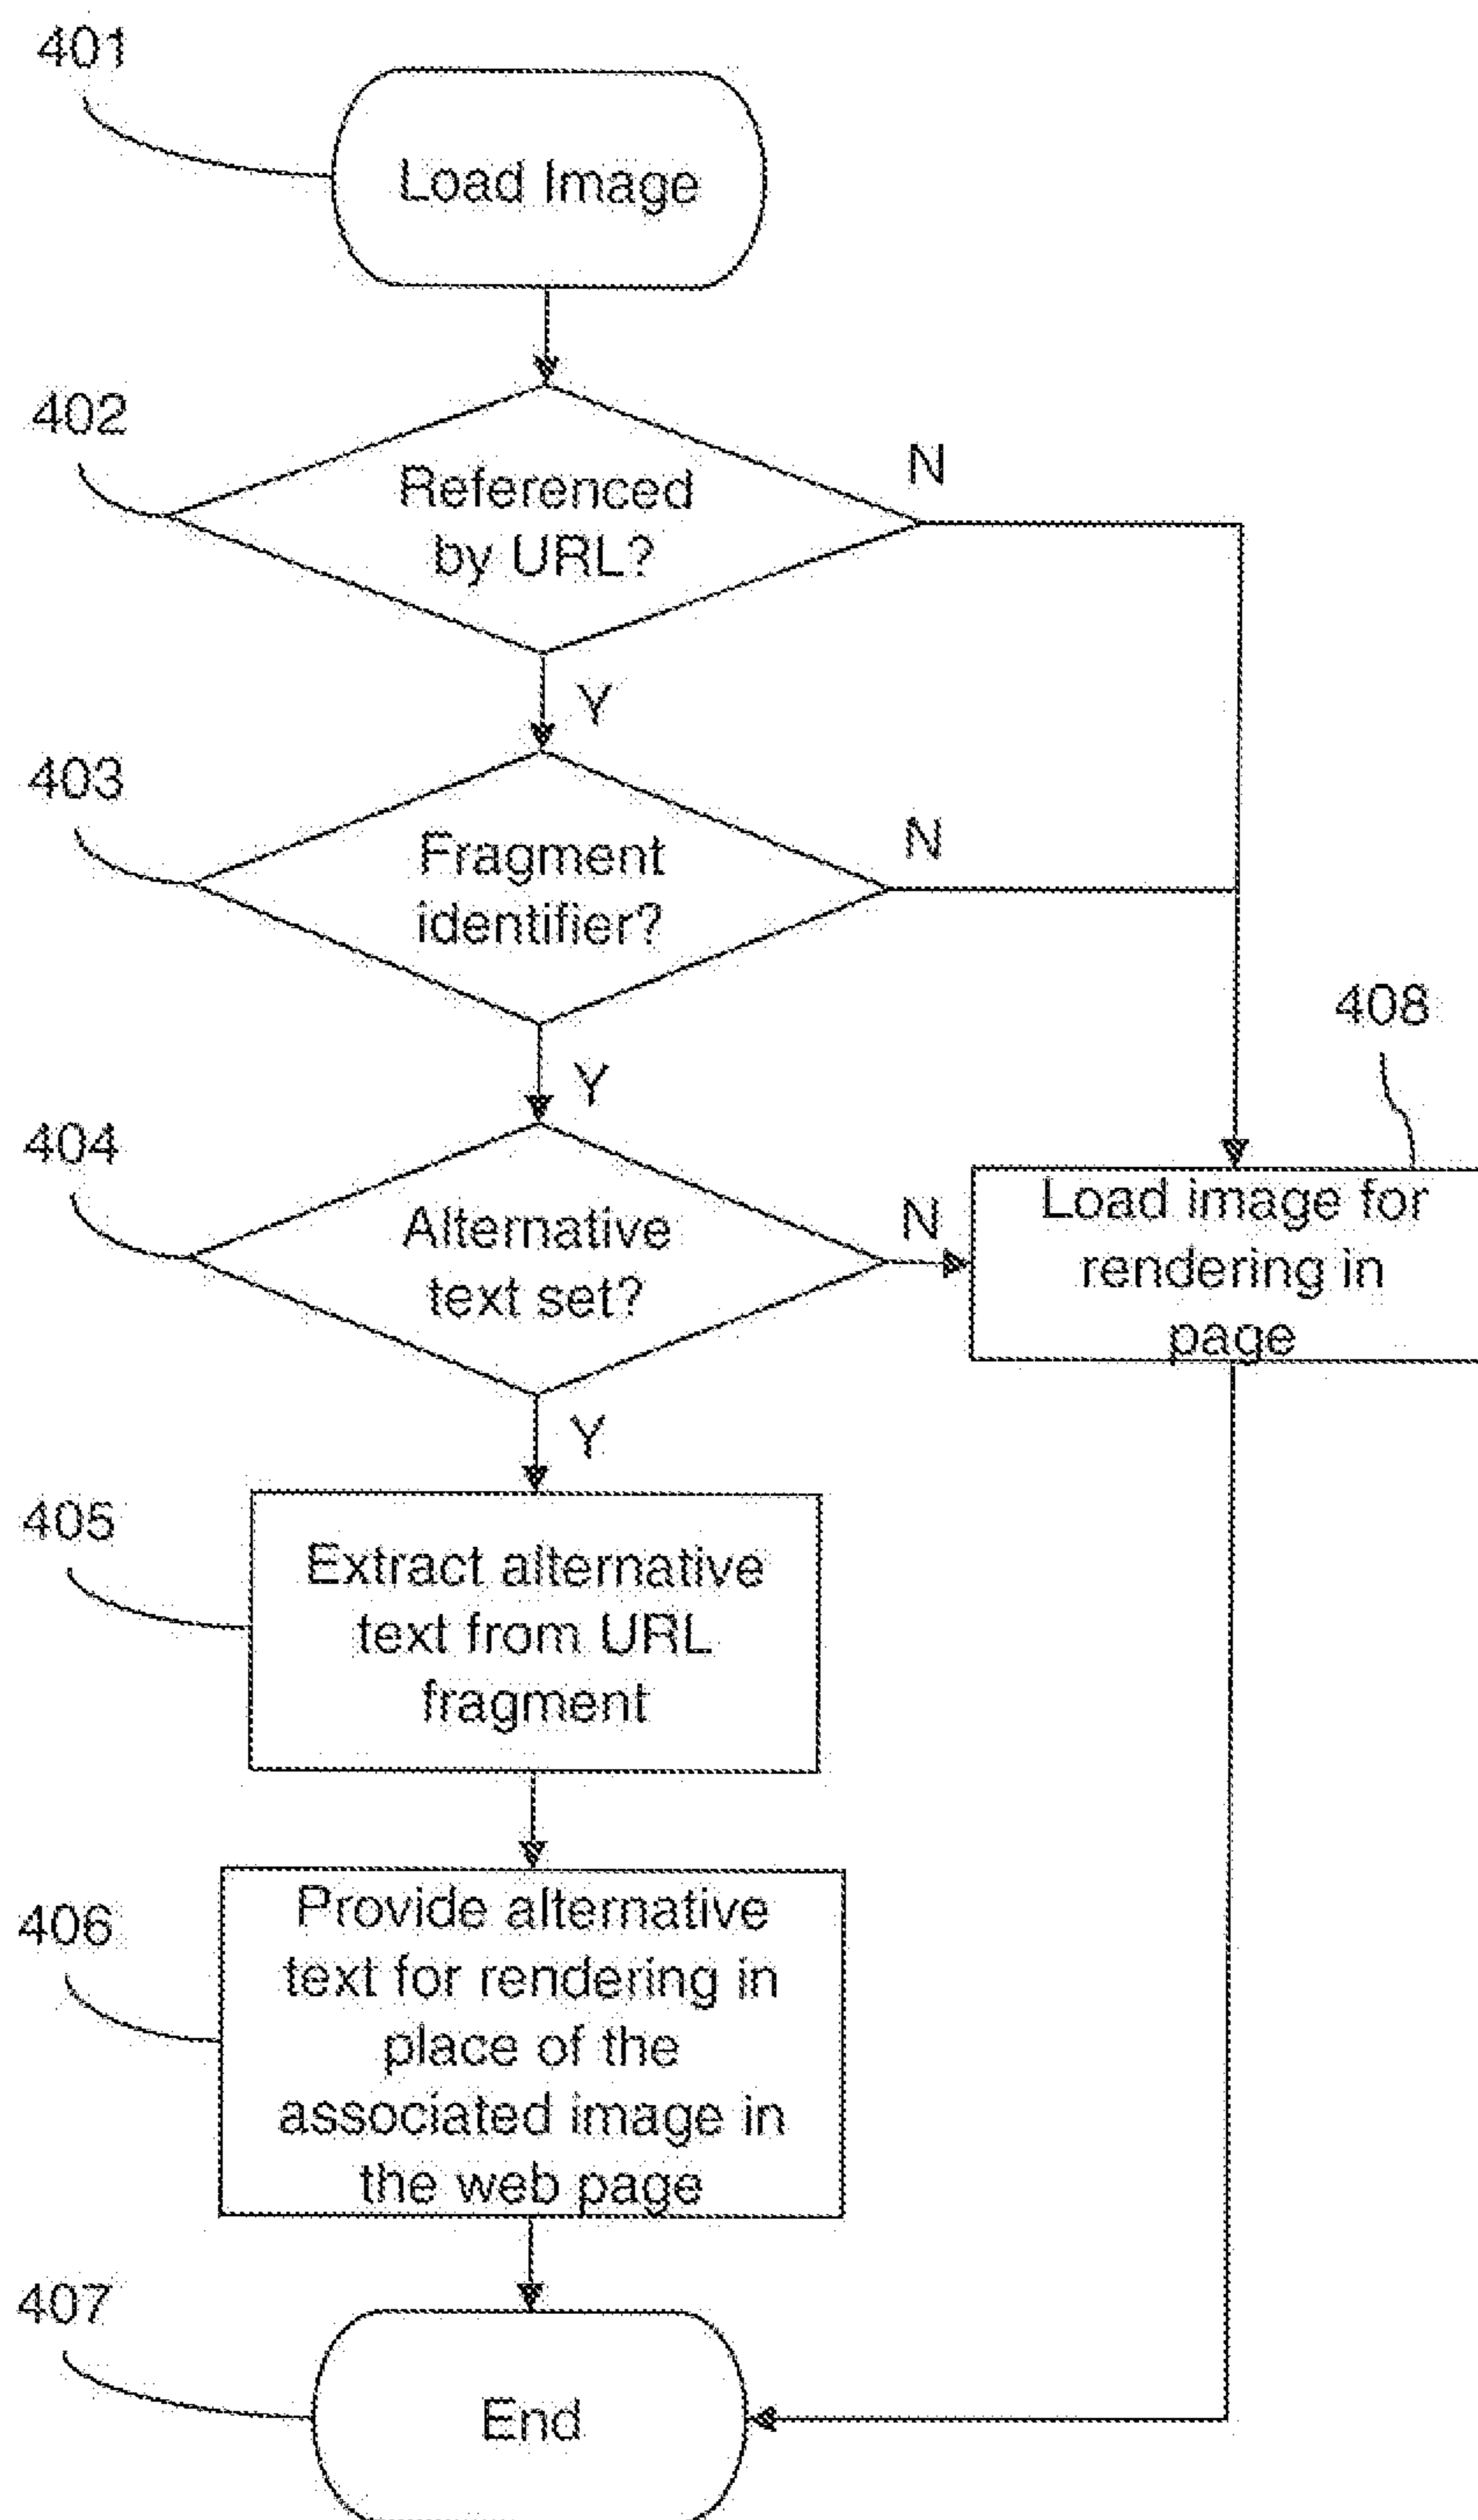 401
Load Image
402
Referenced
by URL?
N
Y
403
Fragment
identifier?
N
Y
408
404
Alternative
text set?
N
Load image for
rendering in
page
Y
405
Extract alternative
text from URL
fragment
406
Provide alternative
text for rendering in
place of the
associated image in
the web page
407
End